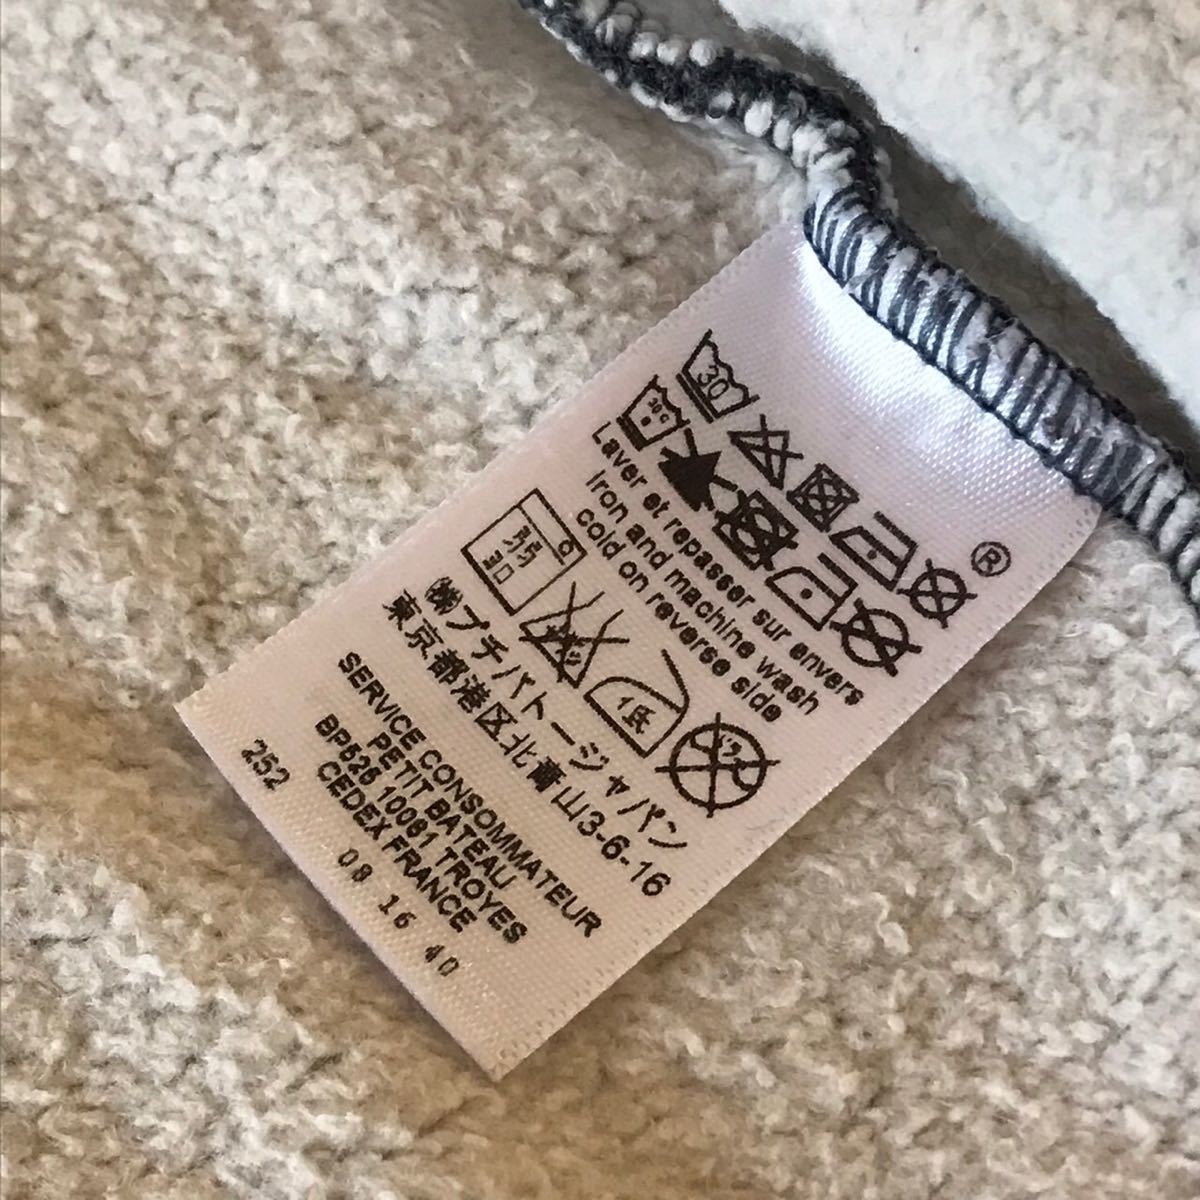 30
®
30 c
Laver et repasser sur envers
Iron and machine wash
cold on reverse side
低
㈱プチバトージャパン
東京都港区北青山3-6-16
SERVICE CONSOMMATEUR
PETIT BATEAU
BP525 10081 TROYES
CEDEX FRANCE
252
08 16 40